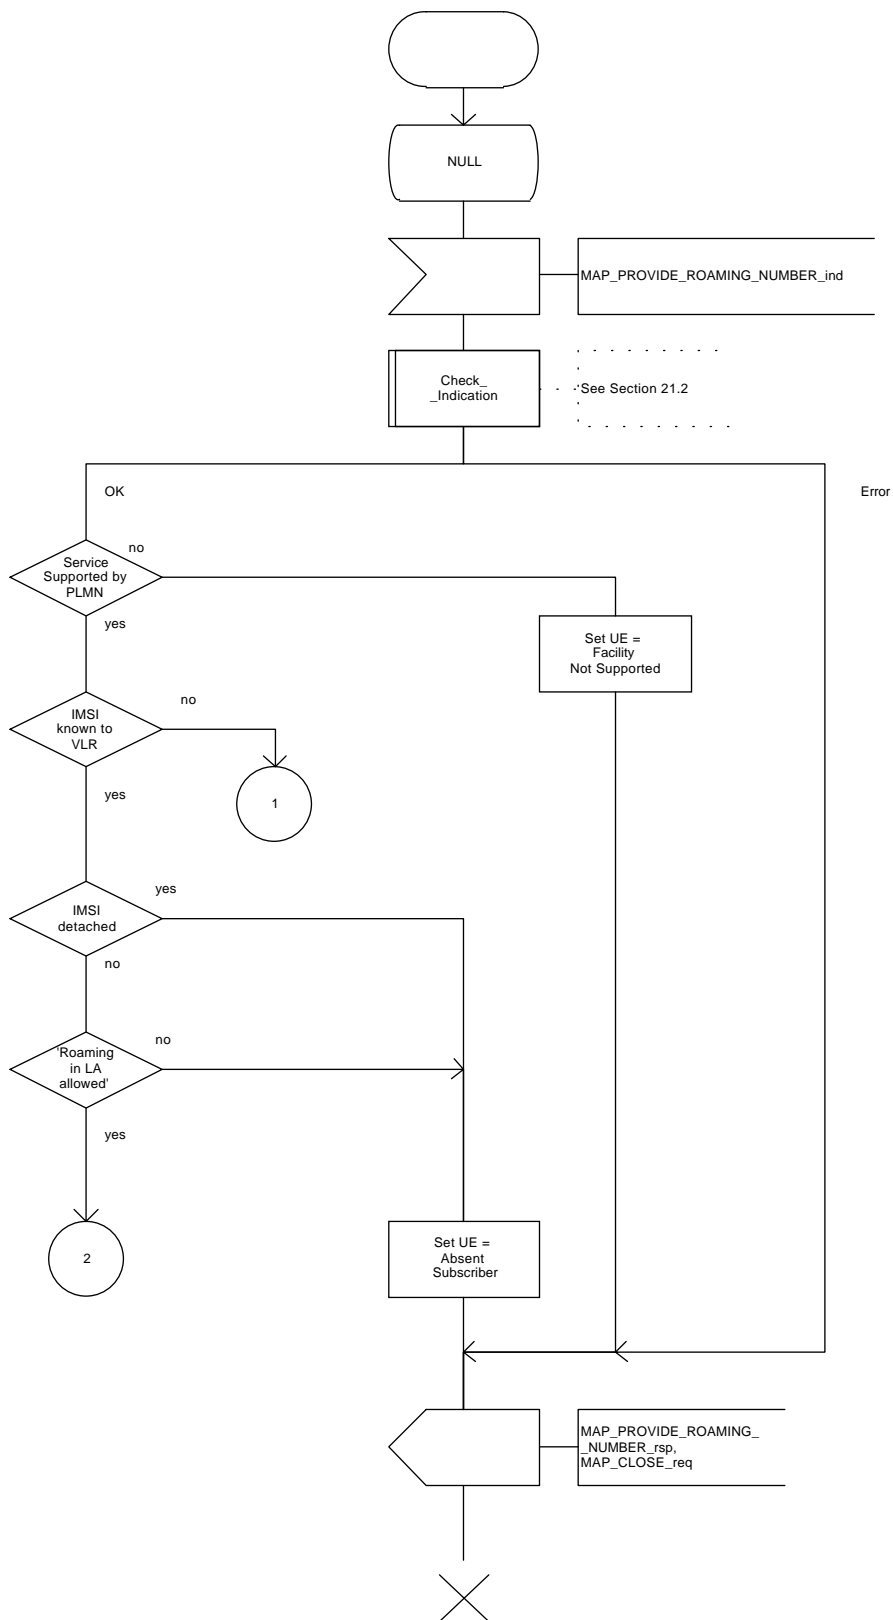 NULL
MAP_PROVIDE_ROAMING_NUMBER_ind
Check_
_Indication
See Section 21.2
OK
Error
no
Service
Supported by
PLMN
yes
Set UE =
Facility
Not Supported
no
IMSI
known to
VLR
yes
1
yes
IMSI
detached
no
no
'Roaming
in LA
allowed'
yes
2
Set UE =
Absent
Subscriber
MAP_PROVIDE_ROAMING_
_NUMBER_rsp,
MAP_CLOSE_req